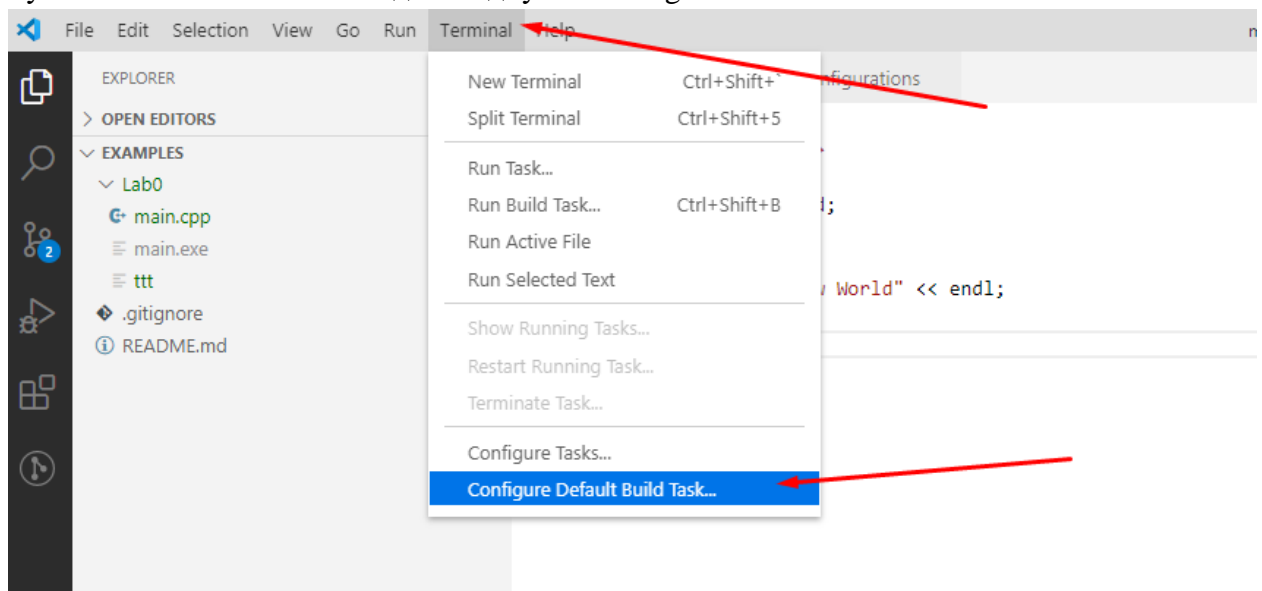 File Edit Selection View Go Run Terminal Help
EXPLORER
OPEN EDITORS
EXAMPLES
Lab0
main.cpp
main.exe
ttt
.gitignore
README.md
2
New Terminal Ctrl+Shift+`
Split Terminal Ctrl+Shift+5
Run Task...
Run Build Task... Ctrl+Shift+B
Run Active File
Run Selected Text
Show Running Tasks...
Restart Running Task...
Terminate Task...
Configure Tasks...
Configure Default Build Task...
nfigurations
;
World" << endl;